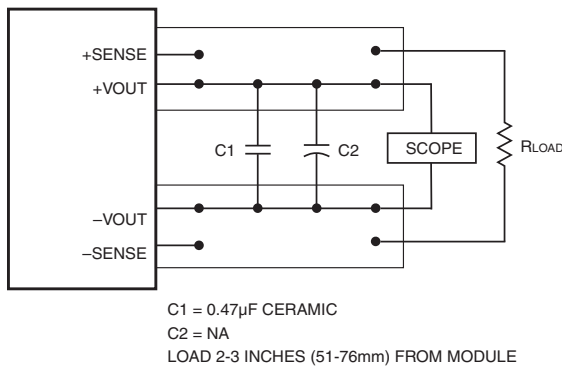 +SENSE
+VOUT
C1
C2
SCOPE
RLOAD
–VOUT
–SENSE
C1 = 0.47µF CERAMIC
C2 = NA
LOAD 2-3 INCHES (51-76mm) FROM MODULE